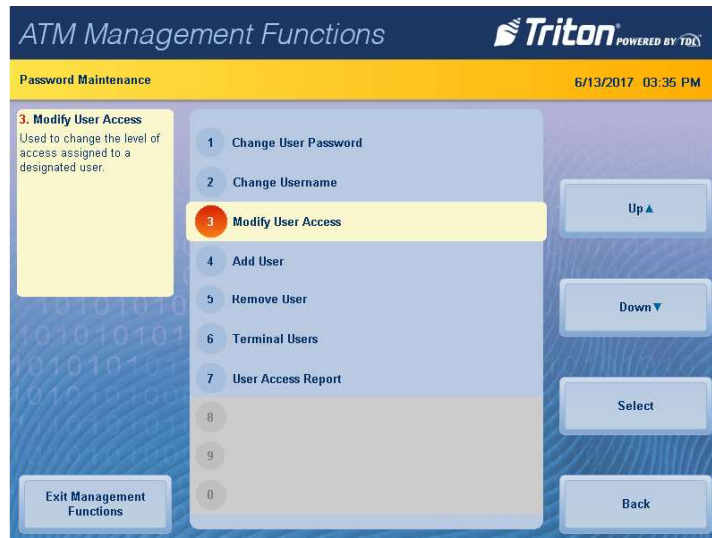 ATM Management Functions
Triton® POWERED BY TDL
Password Maintenance
6/13/2017 03:35 PM
3. Modify User Access
Used to change the level of
access assigned to a
designated user.
1 Change User Password
2 Change Username
3 Modify User Access
4 Add User
5 Remove User
6 Terminal Users
7 User Access Report
8
9
0
Up▲
Down▼
Select
Back
Exit Management
Functions